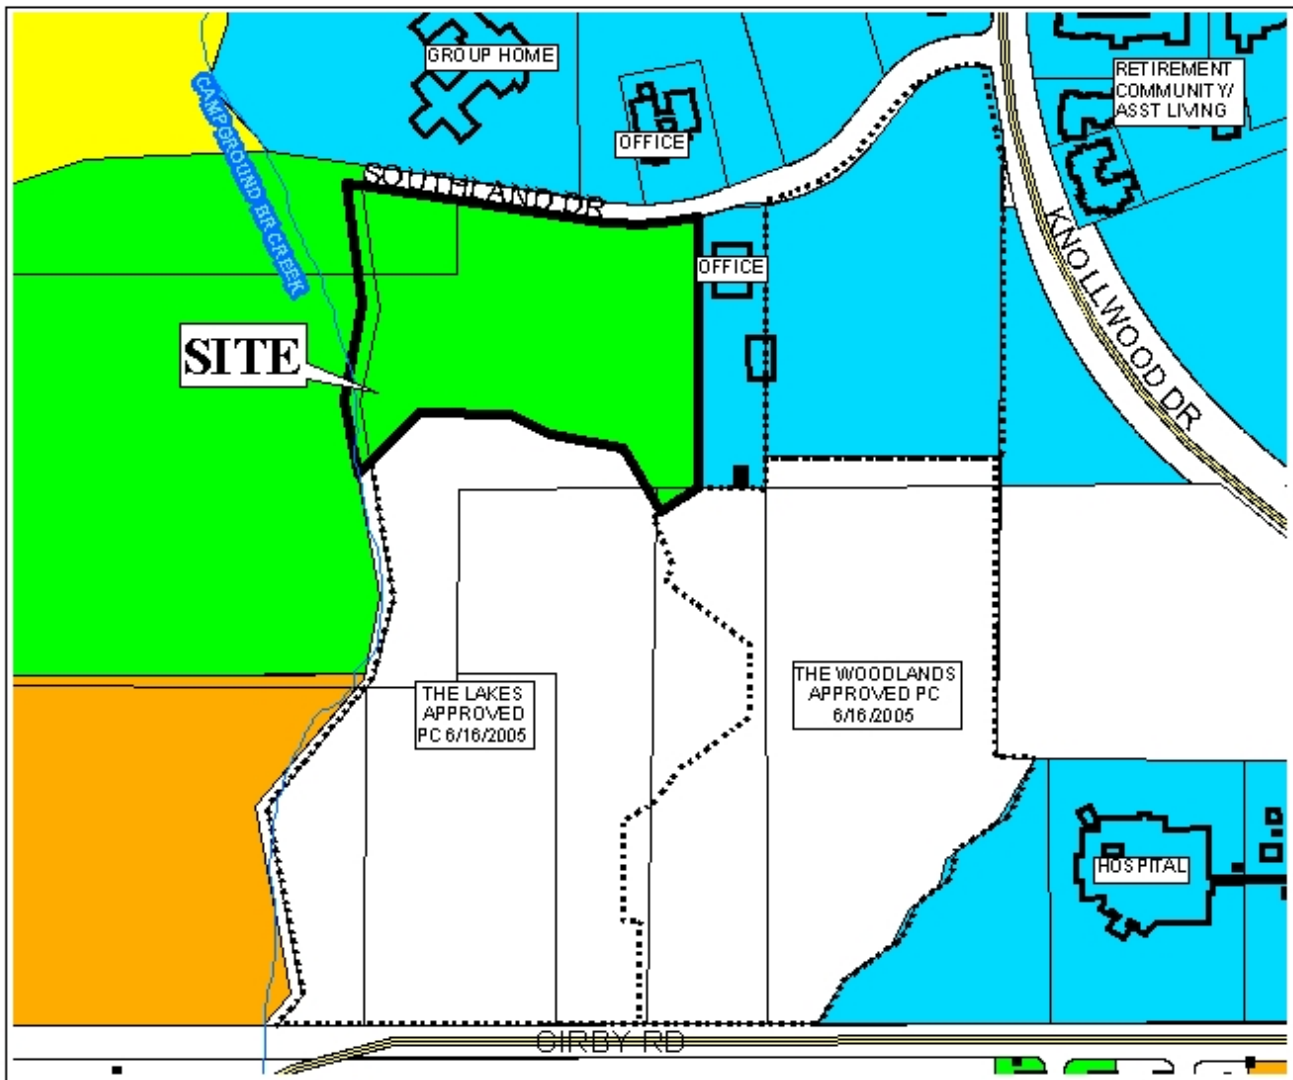 GROUP HOME
RETIREMENT
COMMUNITY/
ASST LIVING
CAMPGROUND BR CREEK
OFFICE
SOUTHLAND DR
OFFICE
KNOLLWOOD DR
SITE
THE LAKES
APPROVED
PC 6/16/2005
THE WOODLANDS
APPROVED PC
6/16/2005
HOSPITAL
CIRBY RD